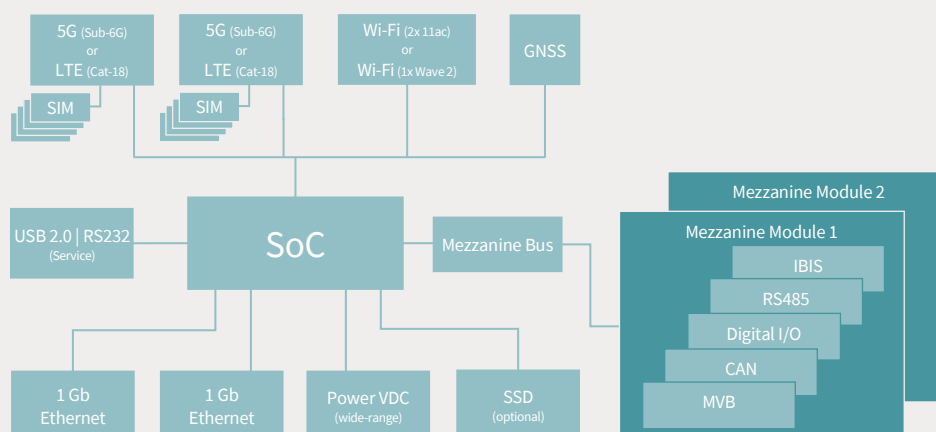 5G (Sub-6G)
or
LTE (Cat-18)
5G (Sub-6G)
or
LTE (Cat-18)
Wi-Fi (2x 11ac)
or
Wi-Fi (1x Wave 2)
GNSS
SIM
SIM
Mezzanine Module 2
USB 2.0 | RS232
(Service)
SoC
Mezzanine Bus
Mezzanine Module 1
IBIS
RS485
Digital I/O
CAN
MVB
1 Gb
Ethernet
1 Gb
Ethernet
Power VDC
(wide-range)
SSD
(optional)